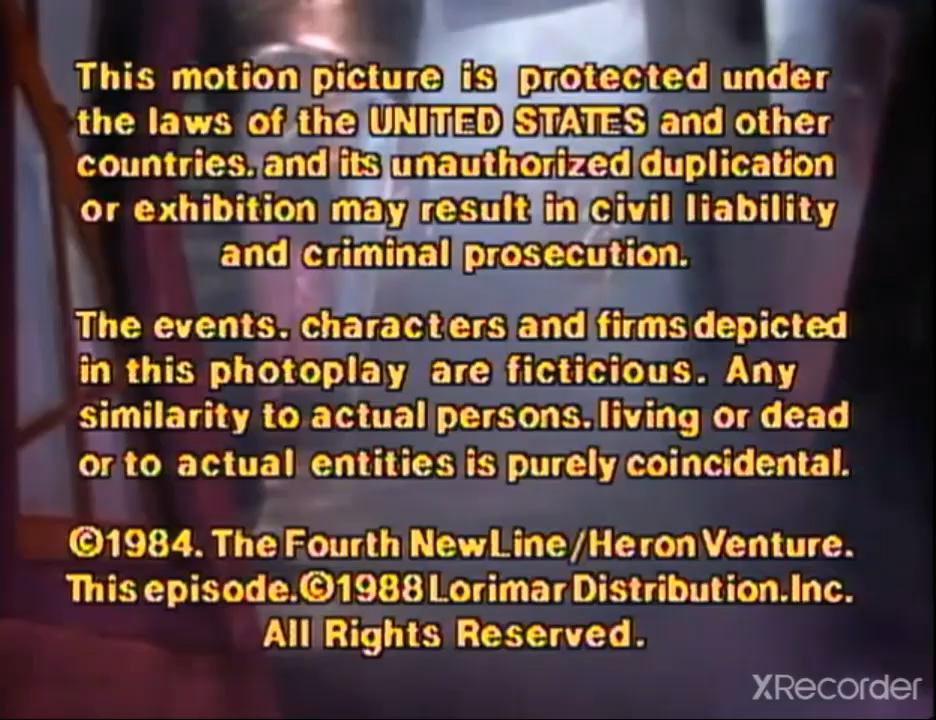 This motion picture is protected under
the laws of the UNITED STATES and other
countries. and its unauthorized duplication
or exhibition may result in civil liability
and criminal prosecution.
The events. characters and firms depicted
in this photoplay are ficticious. Any
similarity to actual persons. living or dead
or to actual entities is purely coincidental.
©1984. The Fourth New Line/Heron Venture.
This episode.©1988 Lorimar Distribution.Inc.
All Rights Reserved.
XRecorder